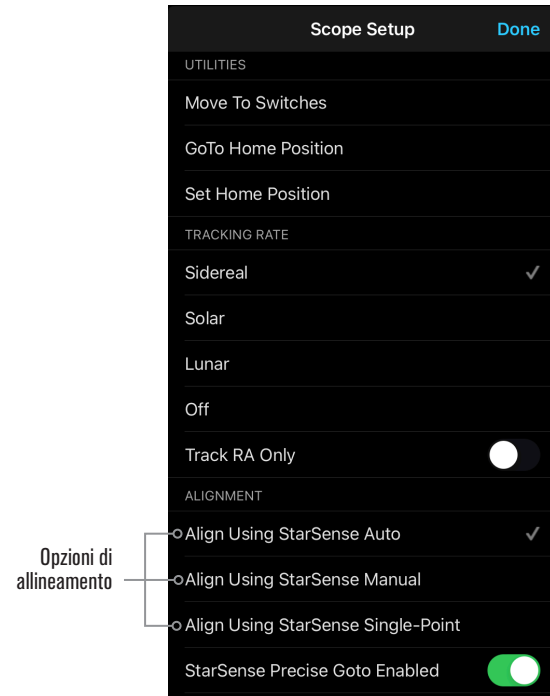 Scope Setup
Done
UTILITIES
Move To Switches
GoTo Home Position
Set Home Position
TRACKING RATE
Sidereal
Solar
Lunar
Off
Track RA Only
ALIGNMENT
Opzioni di
allineamento
Align Using StarSense Auto
Align Using StarSense Manual
Align Using StarSense Single-Point
StarSense Precise Goto Enabled